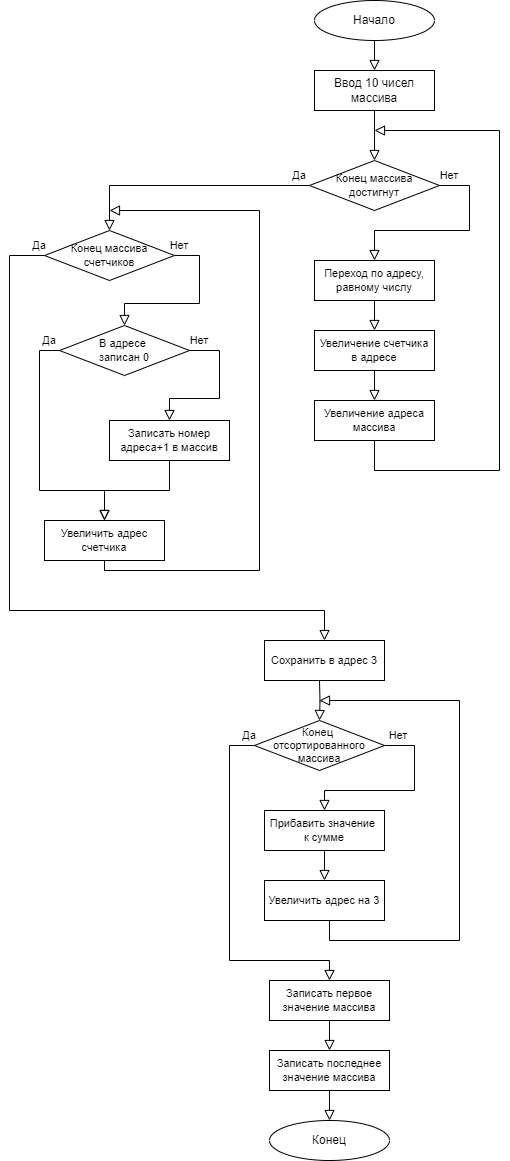 Начало
Ввод 10 чисел
массива
Конец массива
достигнут
Да
Нет
Переход по адресу,
равному числу
Увеличение счетчика
в адресе
Увеличение адреса
массива
Конец массива
счетчиков
Да
Нет
В адресе
записан 0
Да
Нет
Записать номер
адреса+1 в массив
Увеличить адрес
счетчика
Сохранить в адрес 3
Конец
отсортированного
массива
Да
Нет
Прибавить значение
к сумме
Увеличить адрес на 3
Записать первое
значение массива
Записать последнее
значение массива
Конец